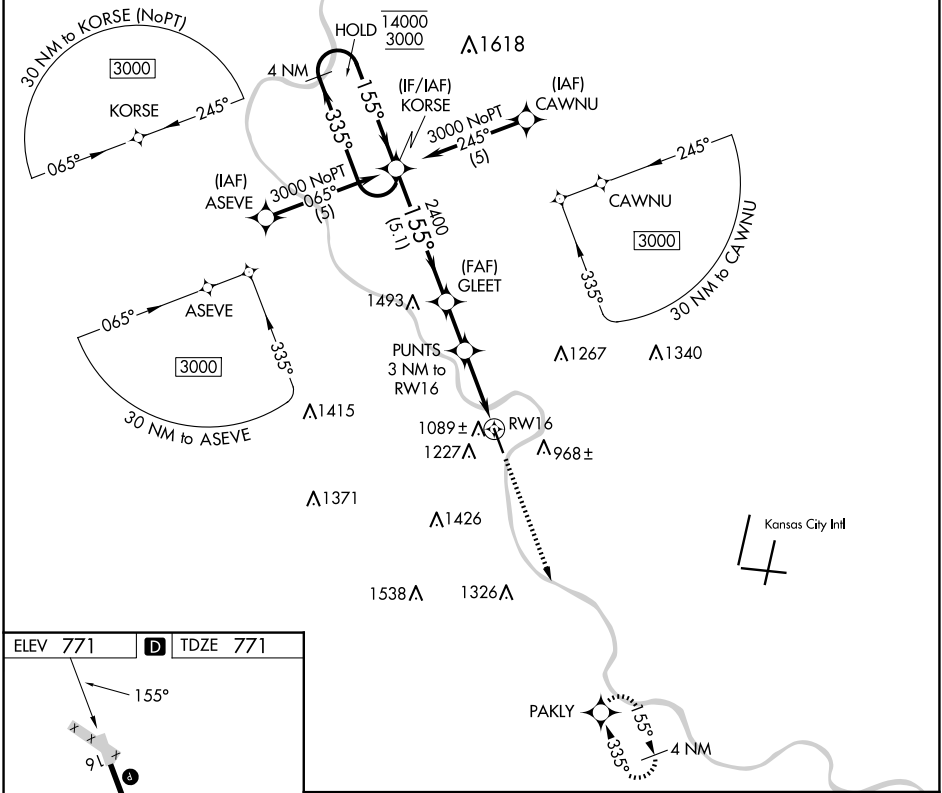 30 NM to KORSE (NoPT)
3000
KORSE
245°
065°
HOLD
14000
3000
4 NM
155°
335°
1618
(IF/IAF)
KORSE
(IAF)
CAWNU
3000 NoPT
245°
(5)
(IAF)
ASEVE
3000 NoPT
065°
(5)
2400
155°
(5.1)
245°
CAWNU
3000
335°
30 NM to CAWNU
(FAF)
GLEET
1493
065°
ASEVE
3000
335°
30 NM to ASEVE
PUNTS
3 NM to
RW16
1267
1340
1415
1089±
RW16
1227
968±
1371
1426
Kansas City Intl
1538
1326
ELEV 771
D
TDZE 771
155°
X X X
16
P
PAKLY
155°
335°
4 NM